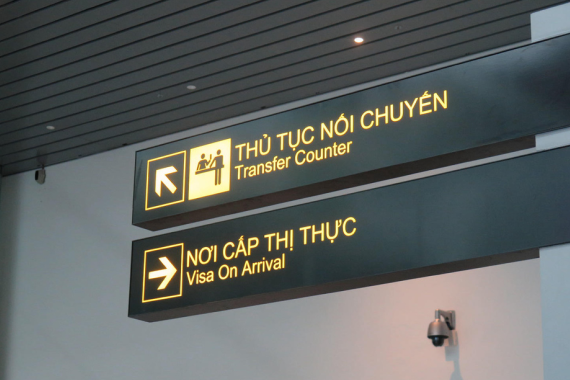 THỦ TỤC NỐI CHUYẾN
Transfer Counter
NƠI CẤP THỊ THỰC
Visa On Arrival